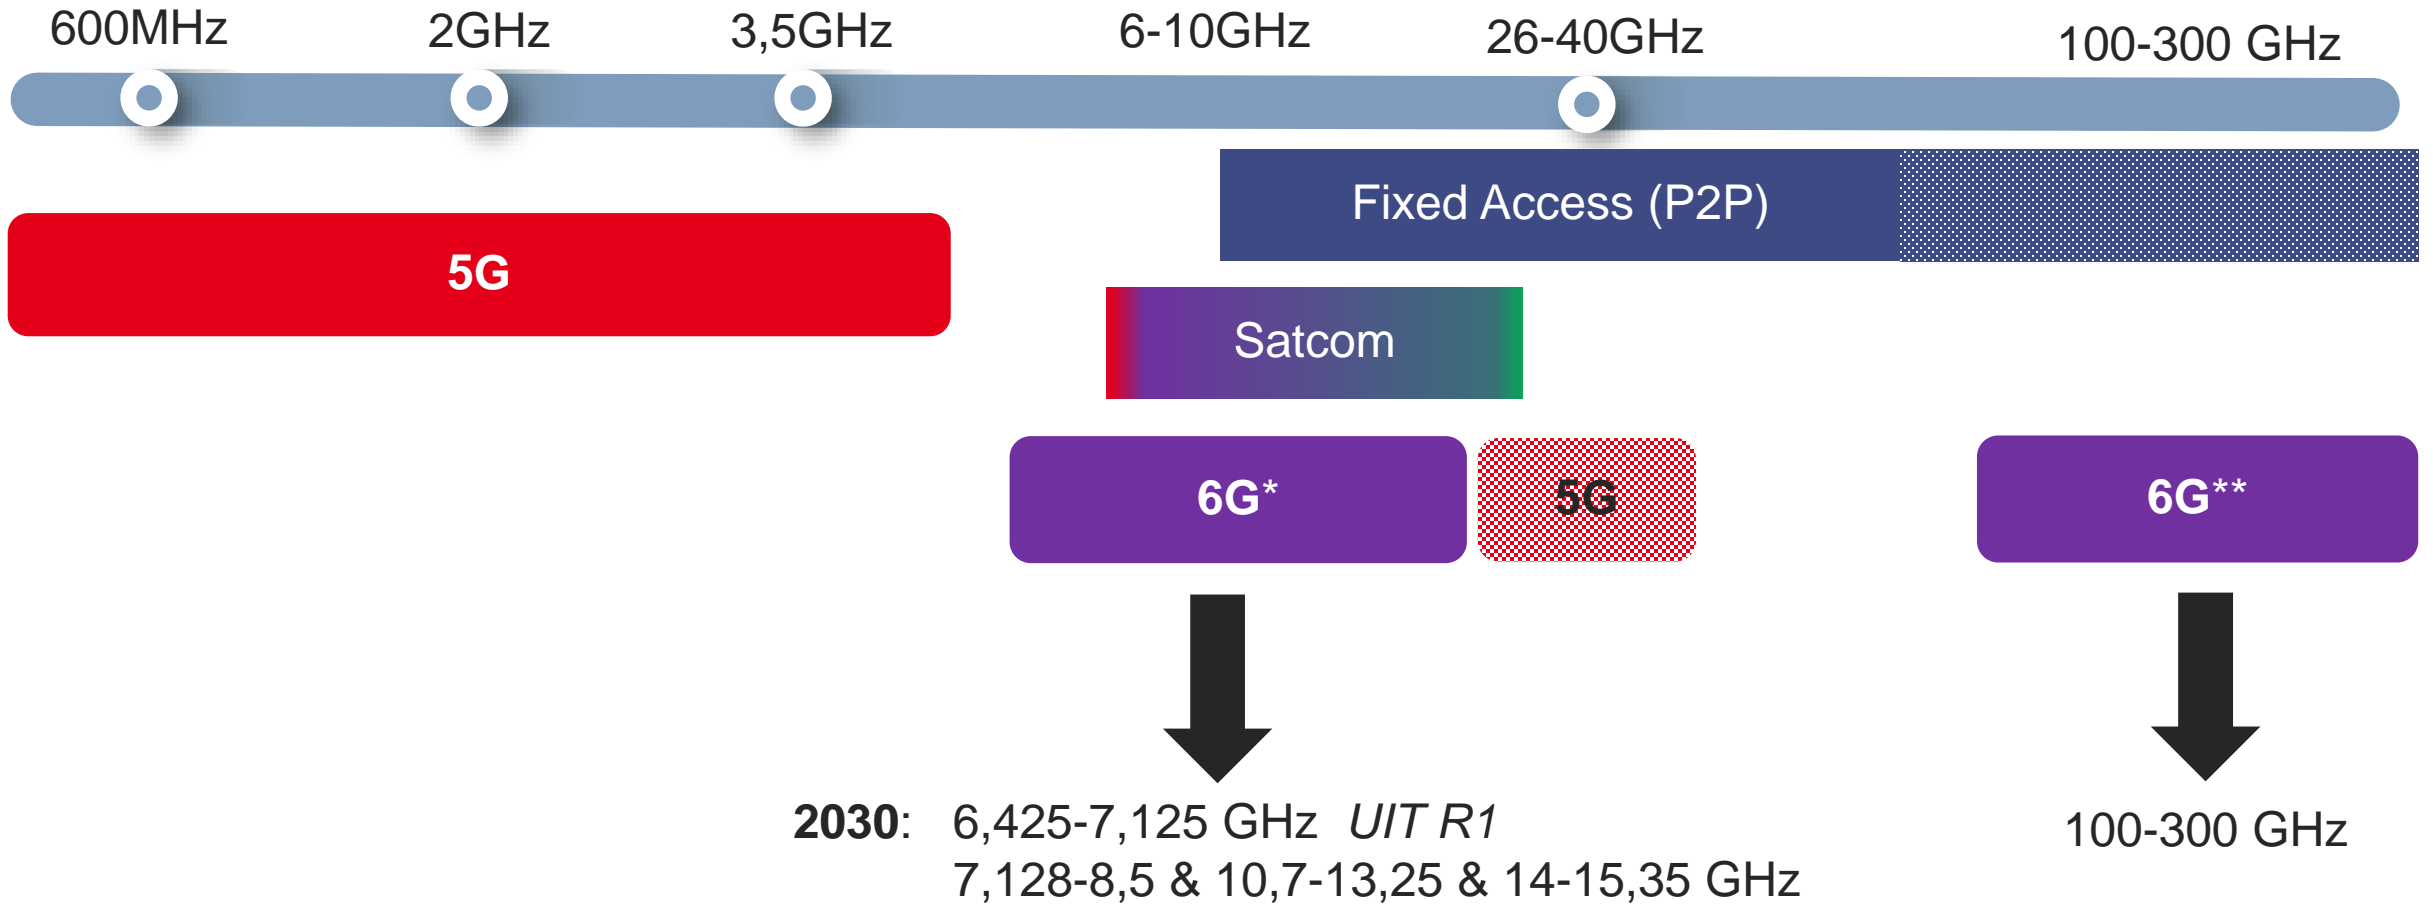 600MHz
2GHz
3,5GHz
6-10GHz
26-40GHz
100-300 GHz
Fixed Access (P2P)
5G
Satcom
6G*
5G
6G**
2030: 6,425-7,125 GHz UIT R1
7,128-8,5 & 10,7-13,25 & 14-15,35 GHz
100-300 GHz